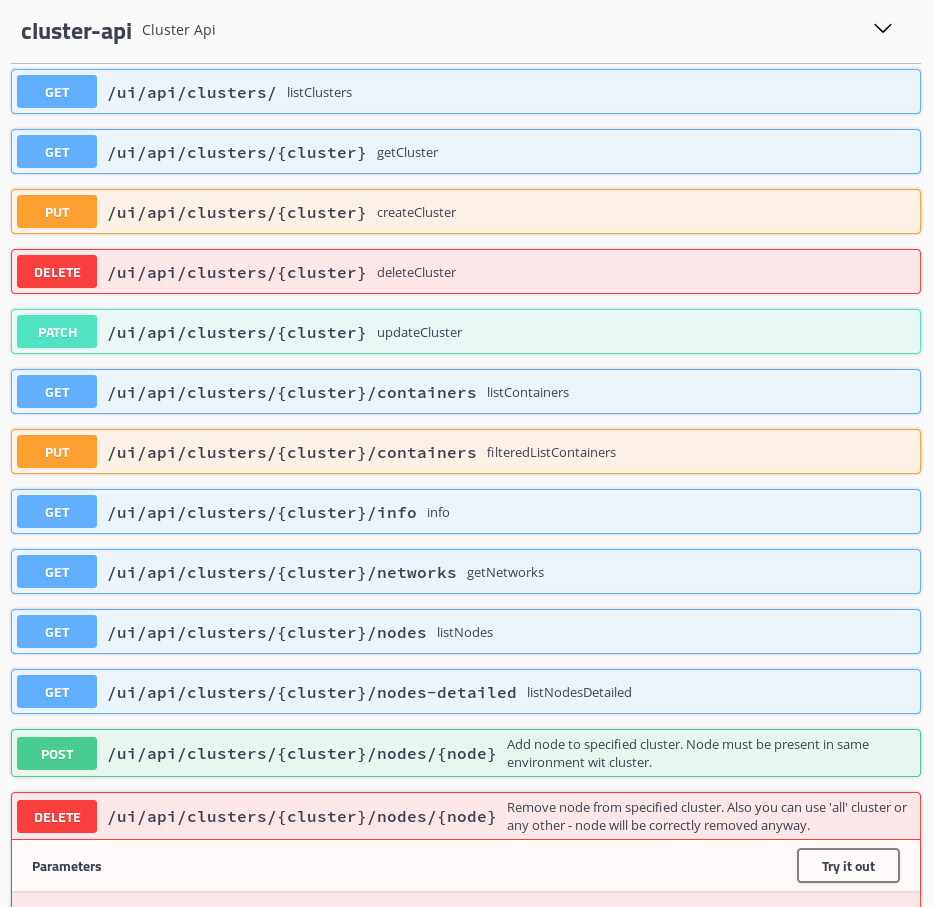 cluster-api Cluster Api
GET /ui/api/clusters/ listClusters
GET /ui/api/clusters/{cluster} getCluster
PUT /ui/api/clusters/{cluster} createCluster
DELETE /ui/api/clusters/{cluster} deleteCluster
PATCH /ui/api/clusters/{cluster} updateCluster
GET /ui/api/clusters/{cluster}/containers listContainers
PUT /ui/api/clusters/{cluster}/containers filteredListContainers
GET /ui/api/clusters/{cluster}/info info
GET /ui/api/clusters/{cluster}/networks getNetworks
GET /ui/api/clusters/{cluster}/nodes listNodes
GET /ui/api/clusters/{cluster}/nodes-detailed listNodesDetailed
POST /ui/api/clusters/{cluster}/nodes/{node} Add node to specified cluster. Node must be present in same
environment wit cluster.
DELETE /ui/api/clusters/{cluster}/nodes/{node} Remove node from specified cluster. Also you can use 'all' cluster or
any other - node will be correctly removed anyway.
Parameters Try it out